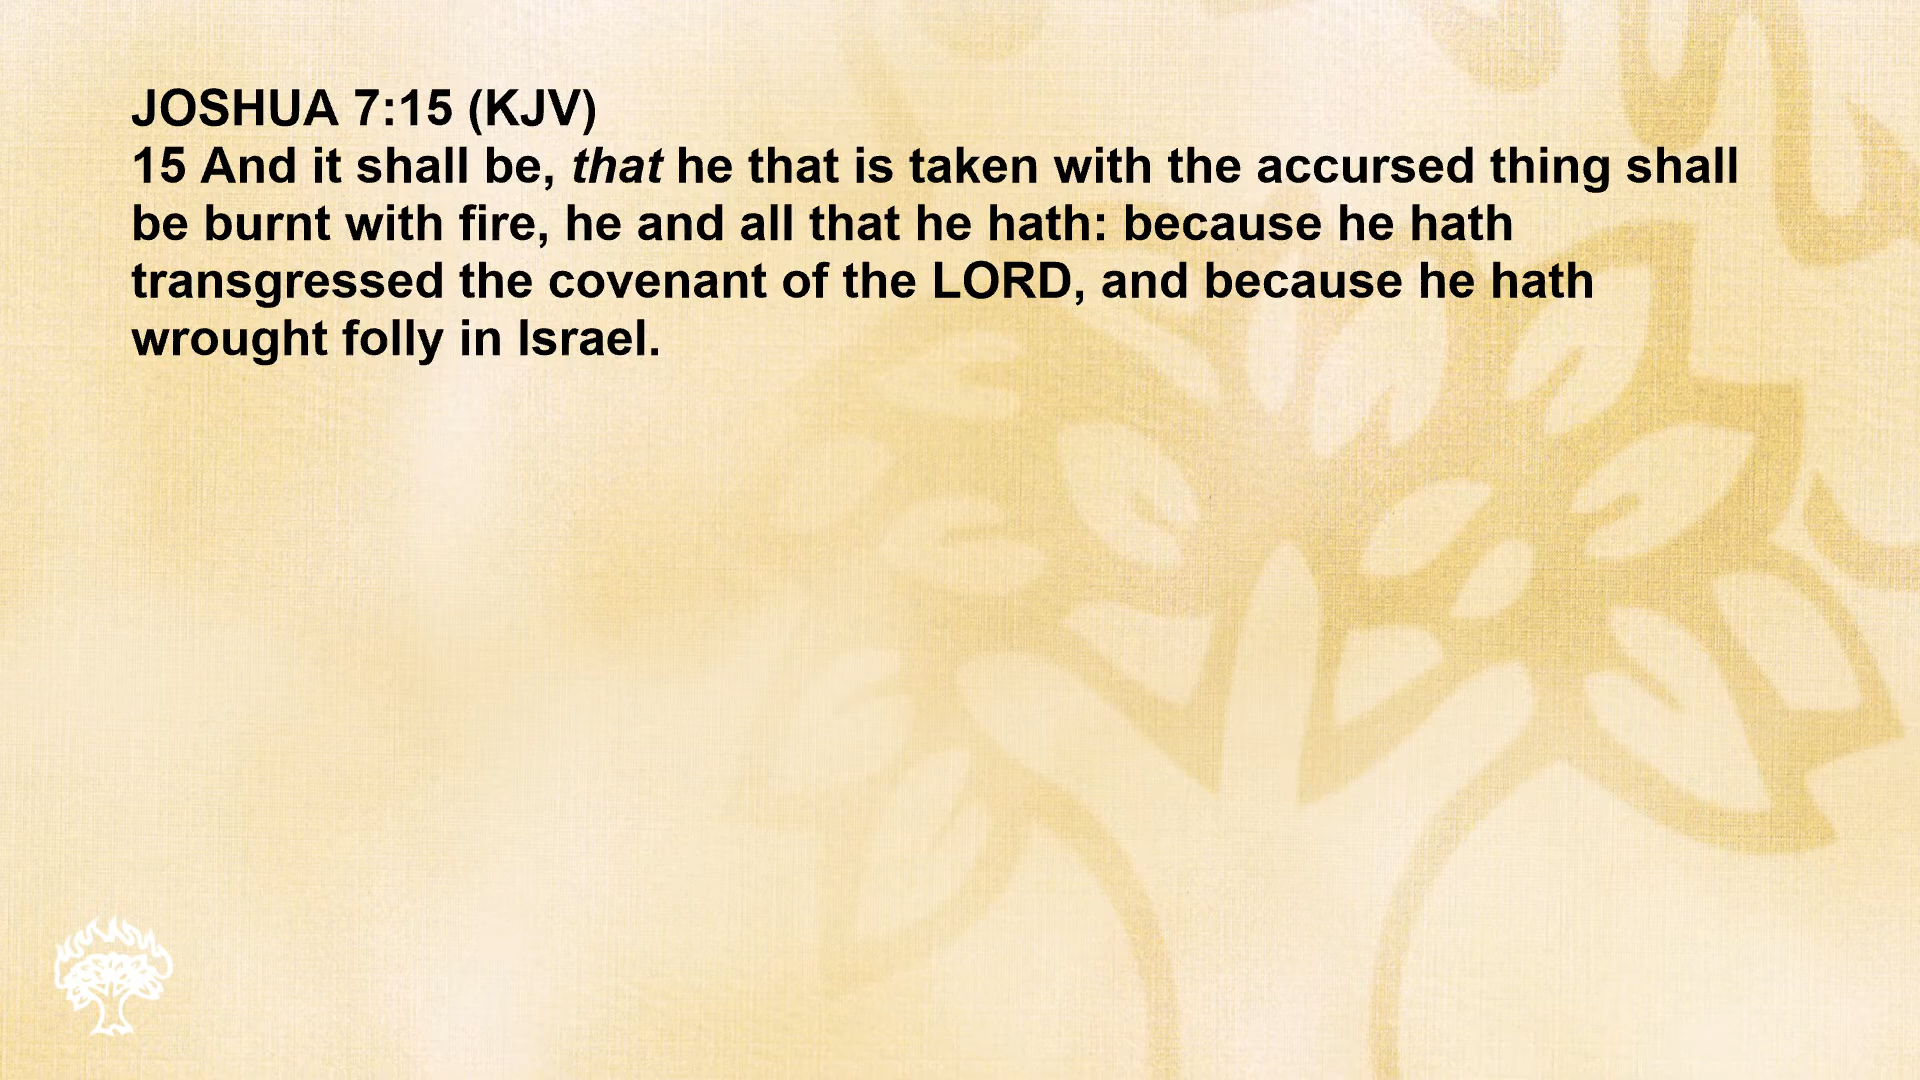 JOSHUA 7:15 (KJV)
15 And it shall be, that he that is taken with the accursed thing shall
be burnt with fire, he and all that he hath: because he hath
transgressed the covenant of the LORD, and because he hath
wrought folly in Israel.